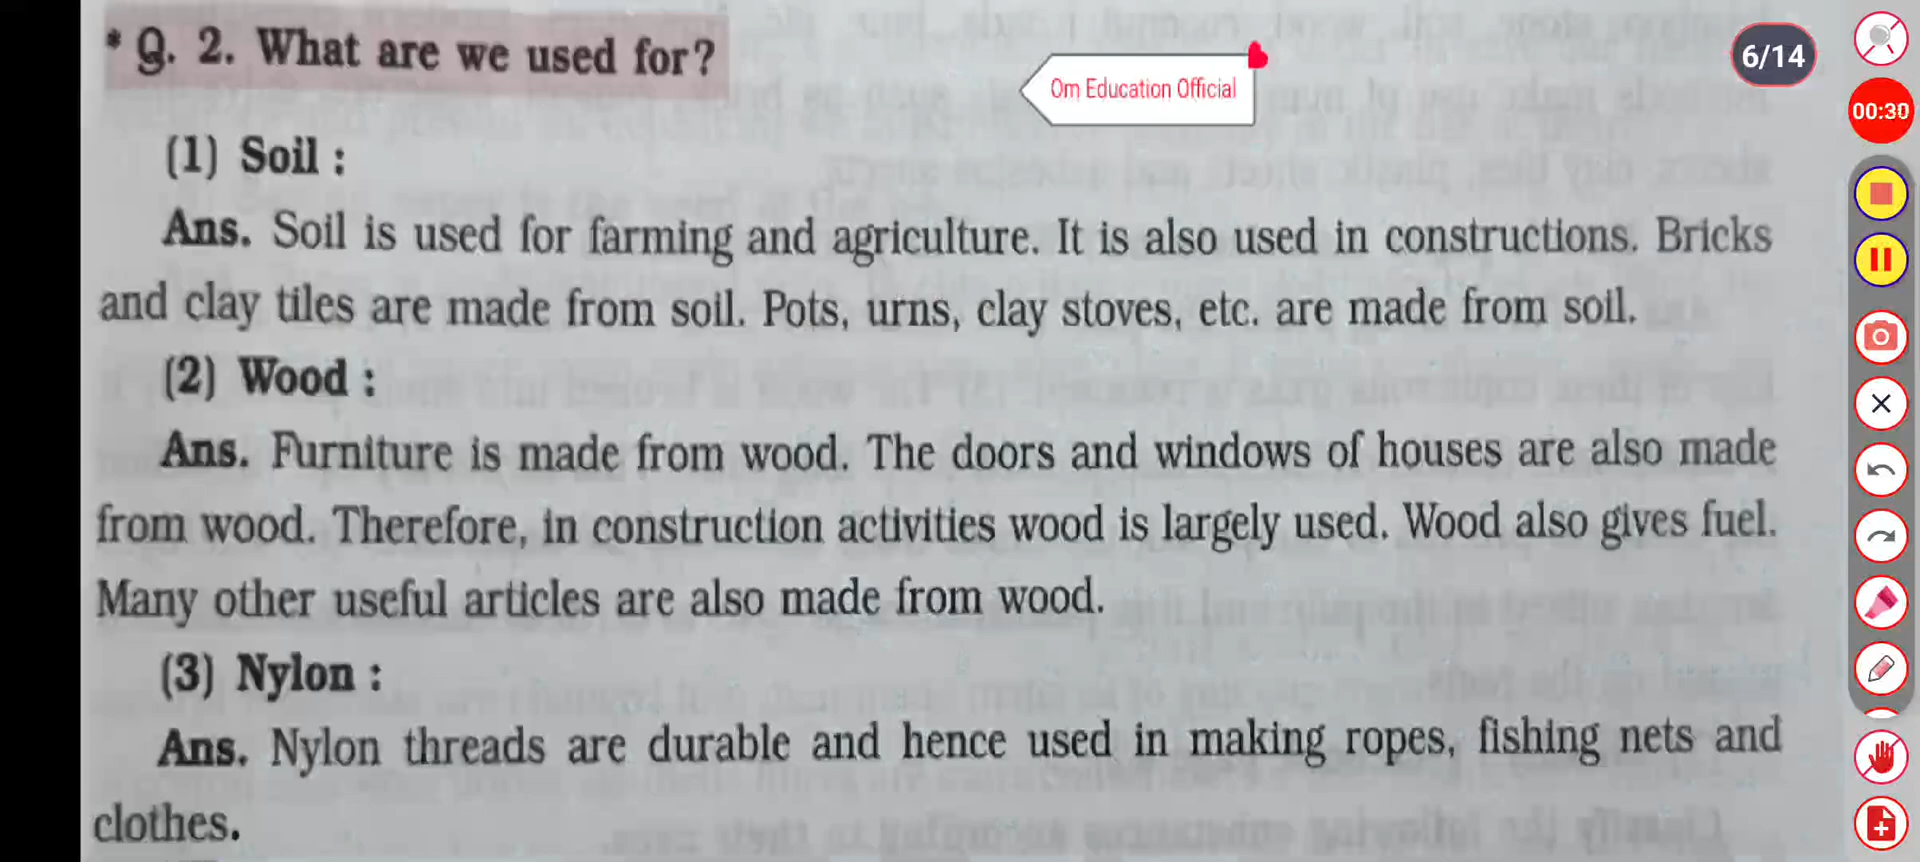 * Q. 2. What are we used for?
Om Education Official
6/14
00:30
(1) Soil :
Ans. Soil is used for farming and agriculture. It is also used in constructions. Bricks
and clay tiles are made from soil. Pots, urns, clay stoves, etc. are made from soil.
(2) Wood :
Ans. Furniture is made from wood. The doors and windows of houses are also made
from wood. Therefore, in construction activities wood is largely used. Wood also gives fuel.
Many other useful articles are also made from wood.
(3) Nylon :
Ans. Nylon threads are durable and hence used in making ropes, fishing nets and
clothes.